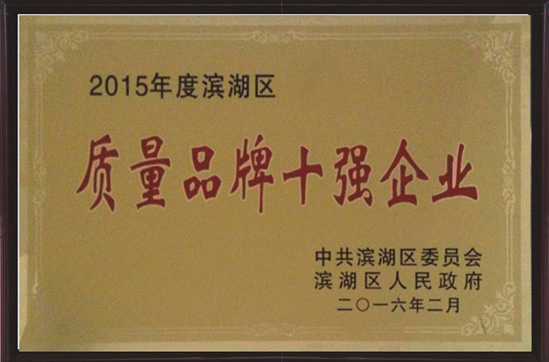 2015年度滨湖区
质量品牌十强企业
中共滨湖区委员会
滨湖区人民政府
二〇一六年二月